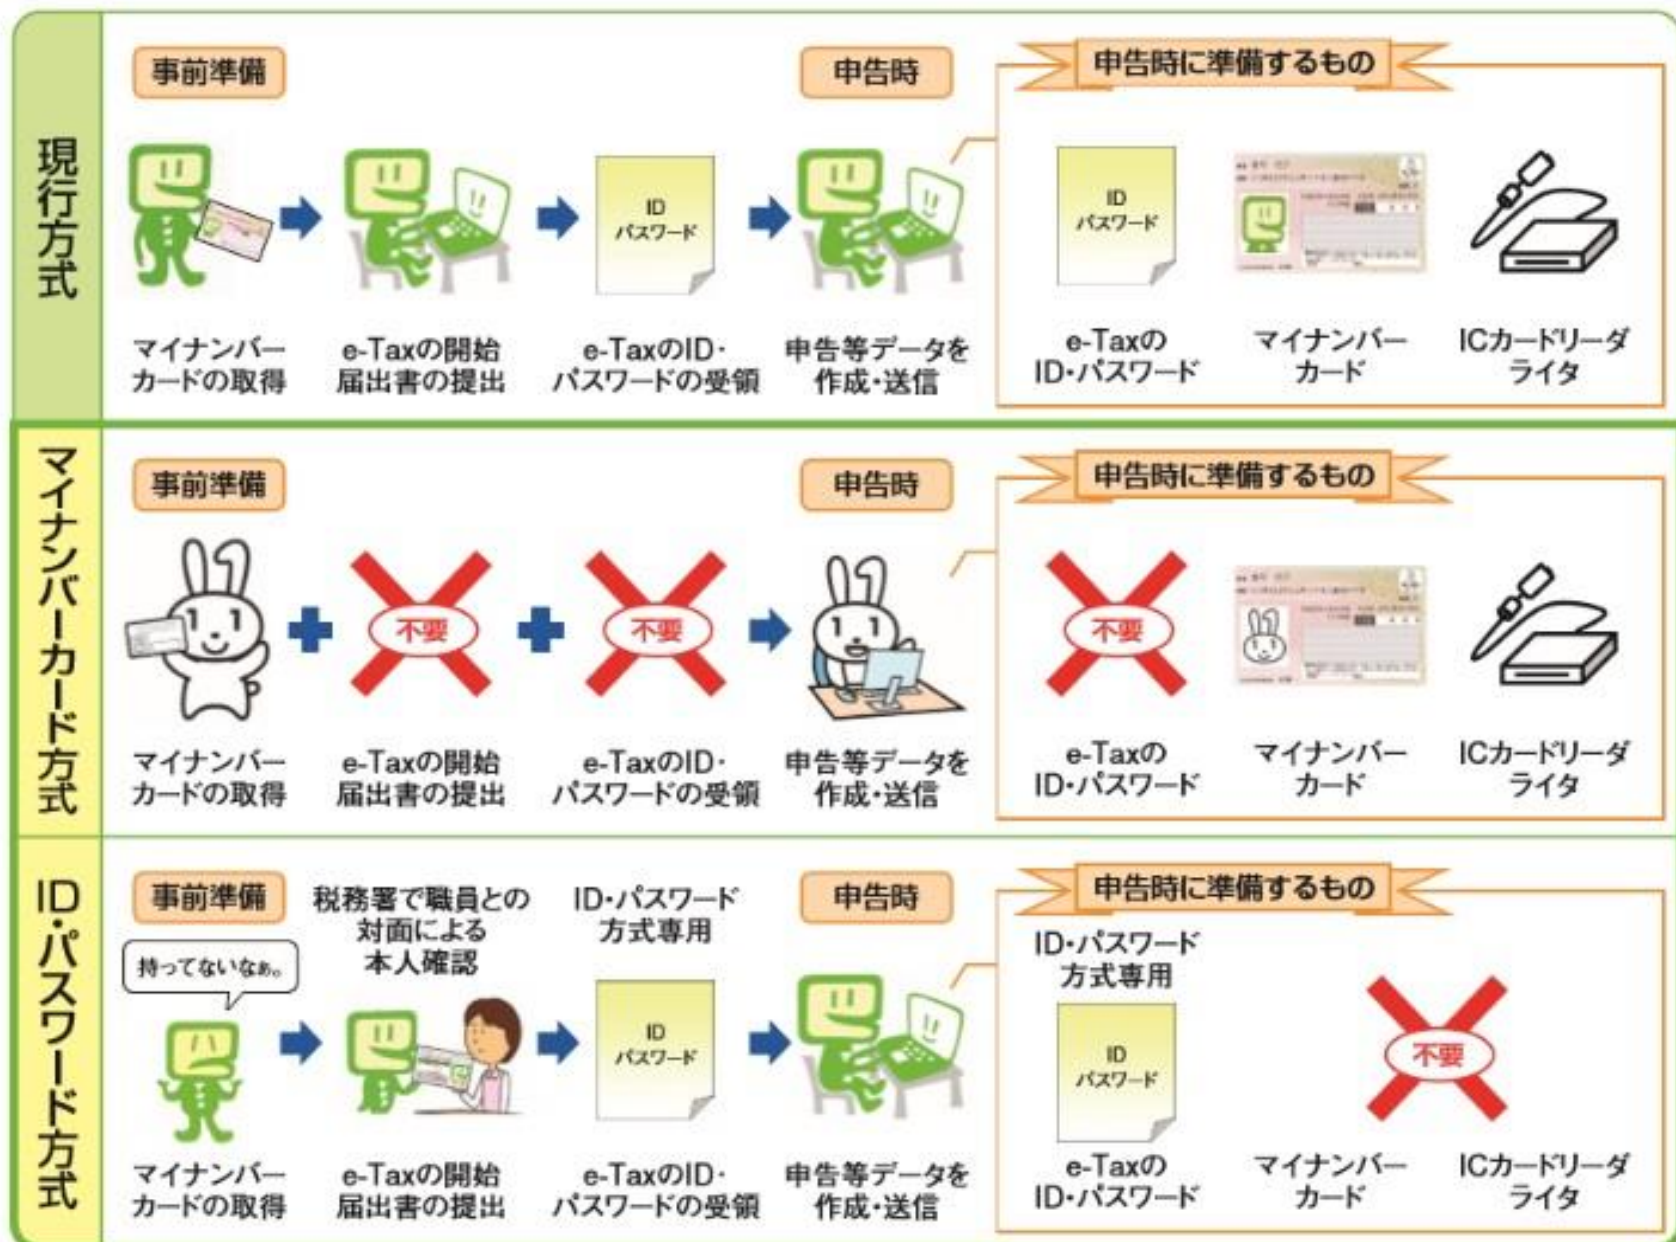 現行方式
事前準備
申告時
申告時に準備するもの
ID
パスワード
ID
パスワード
マイナンバー
カードの取得
e-Taxの開始
届出書の提出
e-TaxのID・
パスワードの受領
申告等データを
作成・送信
e-Taxの
ID・パスワード
マイナンバー
カード
ICカードリーダ
ライタ
マイナンバーカード方式
事前準備
申告時
申告時に準備するもの
不要
不要
不要
マイナンバー
カードの取得
e-Taxの開始
届出書の提出
e-TaxのID・
パスワードの受領
申告等データを
作成・送信
e-Taxの
ID・パスワード
マイナンバー
カード
ICカードリーダ
ライタ
ID・パスワード方式
事前準備
税務署で職員との
対面による
本人確認
ID・パスワード
方式専用
申告時
申告時に準備するもの
持ってないなぁ。
ID・パスワード
方式専用
ID
パスワード
ID
パスワード
不要
マイナンバー
カードの取得
e-Taxの開始
届出書の提出
e-TaxのID・
パスワードの受領
申告等データを
作成・送信
e-Taxの
ID・パスワード
マイナンバー
カード
ICカードリーダ
ライタ